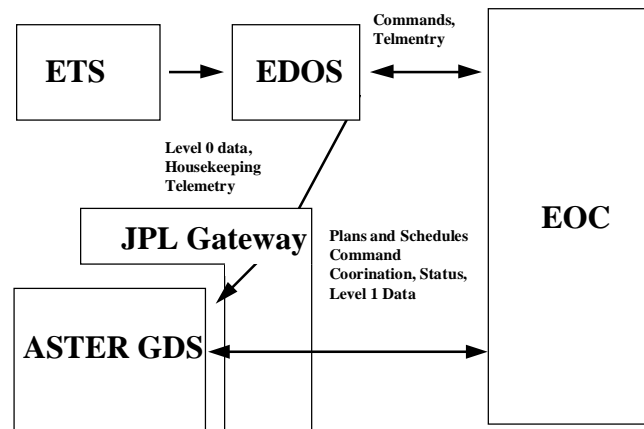 Commands,
Telmentry
ETS
EDOS
Level 0 data,
Housekeeping
Telemetry
EOC
JPL Gateway
Plans and Schedules
Command
Coorination, Status,
Level 1 Data
ASTER GDS